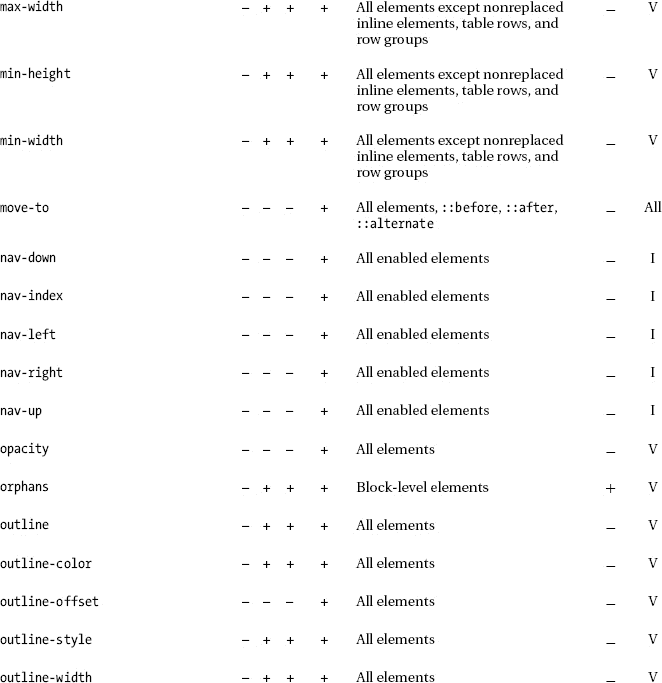 max-width – + + + All elements except nonreplaced – V
inline elements, table rows, and
row groups
min-height – + + + All elements except nonreplaced – V
inline elements, table rows, and
row groups
min-width – + + + All elements except nonreplaced – V
inline elements, table rows, and
row groups
move-to – – – + All elements, ::before, ::after, – All
::alternate
nav-down – – – + All enabled elements – I
nav-index – – – + All enabled elements – I
nav-left – – – + All enabled elements – I
nav-right – – – + All enabled elements – I
nav-up – – – + All enabled elements – I
opacity – – – + All elements – V
orphans – + + + Block-level elements + V
outline – + + + All elements – V
outline-color – + + + All elements – V
outline-offset – – – + All elements – V
outline-style – + + + All elements – V
outline-width – + + + All elements – V